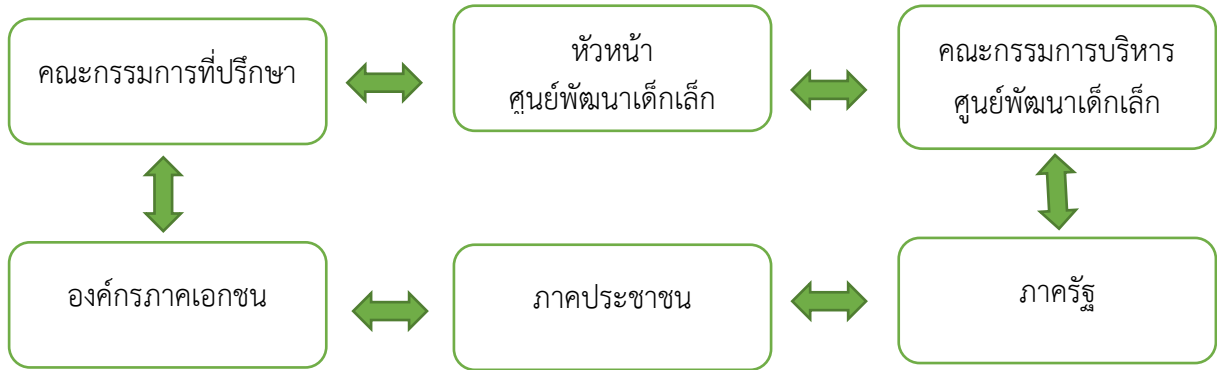 คณะกรรมการที่ปรึกษา
หัวหน้า
ศูนย์พัฒนาเด็กเล็ก
คณะกรรมการบริหาร
ศูนย์พัฒนาเด็กเล็ก
องค์กรภาคเอกชน
ภาคประชาชน
ภาครัฐ